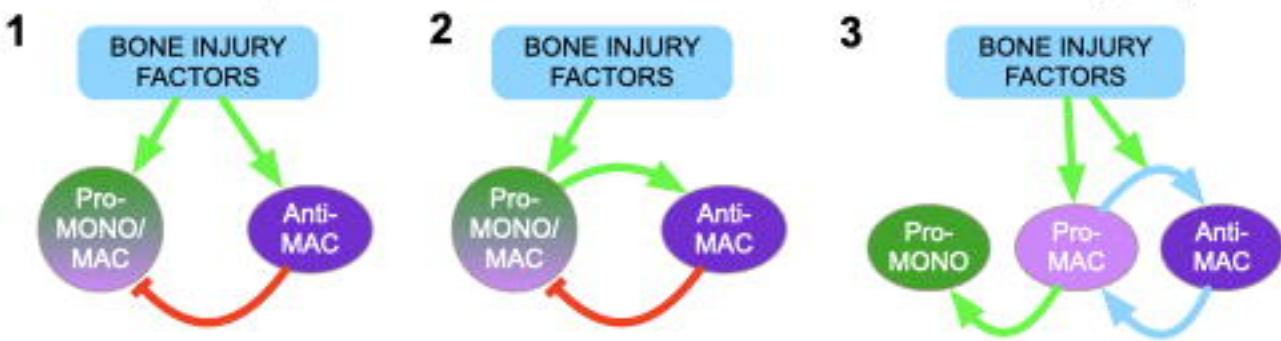 1
BONE INJURY
FACTORS
Pro-
MONO/
MAC
Anti-
MAC
2
BONE INJURY
FACTORS
Pro-
MONO/
MAC
Anti-
MAC
3
BONE INJURY
FACTORS
Pro-
MONO
Pro-
MAC
Anti-
MAC